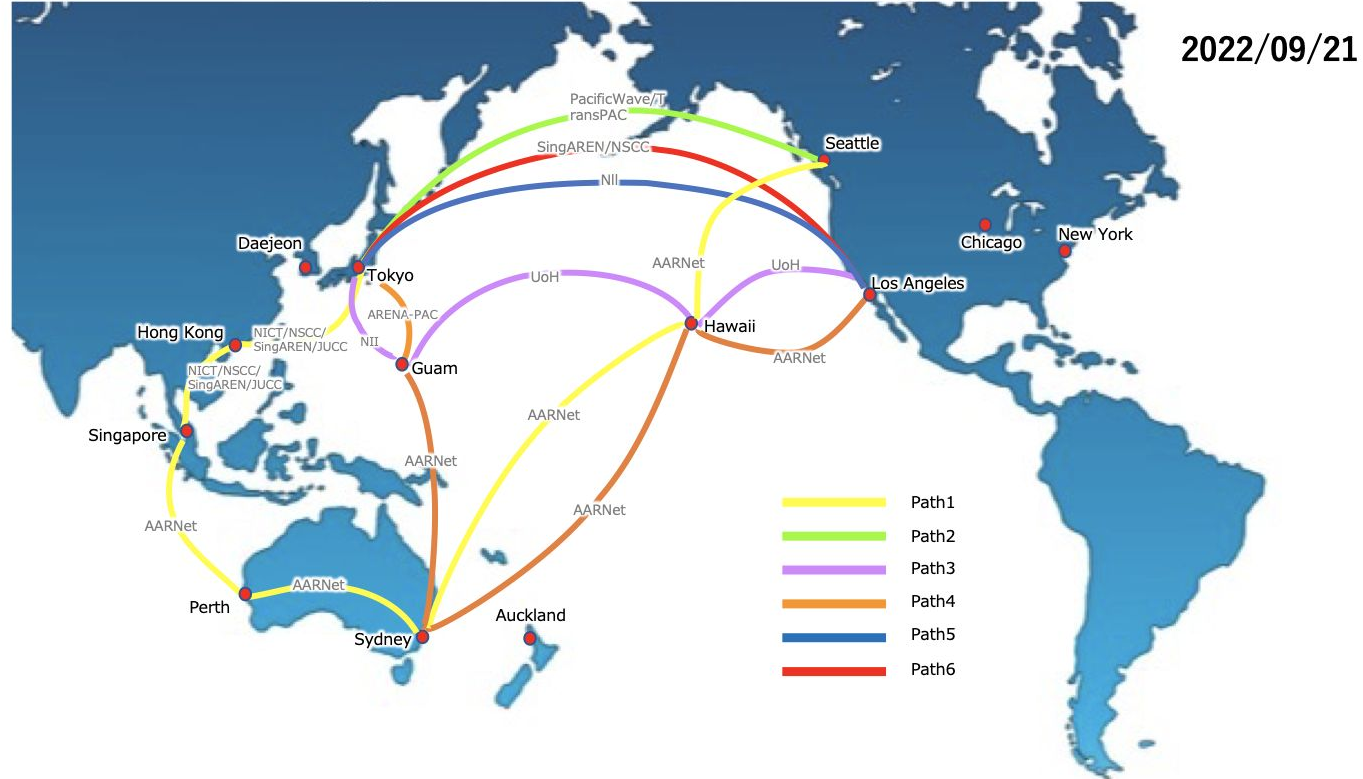 2022/09/21
PacificWave/T
ransPAC
Seattle
SingAREN/NSCC
NII
Chicago
New York
Daejeon
Tokyo
AARNet
UoH
UoH
Los Angeles
Hong Kong
NICT/NSCC/
SingAREN/JUCC
ARENA-PAC
NII
Hawaii
AARNet
Guam
NICT/NSCC/
SingAREN/JUCC
AARNet
Singapore
AARNet
AARNet
AARNet
AARNet
Perth
Sydney
Auckland
Path1
Path2
Path3
Path4
Path5
Path6